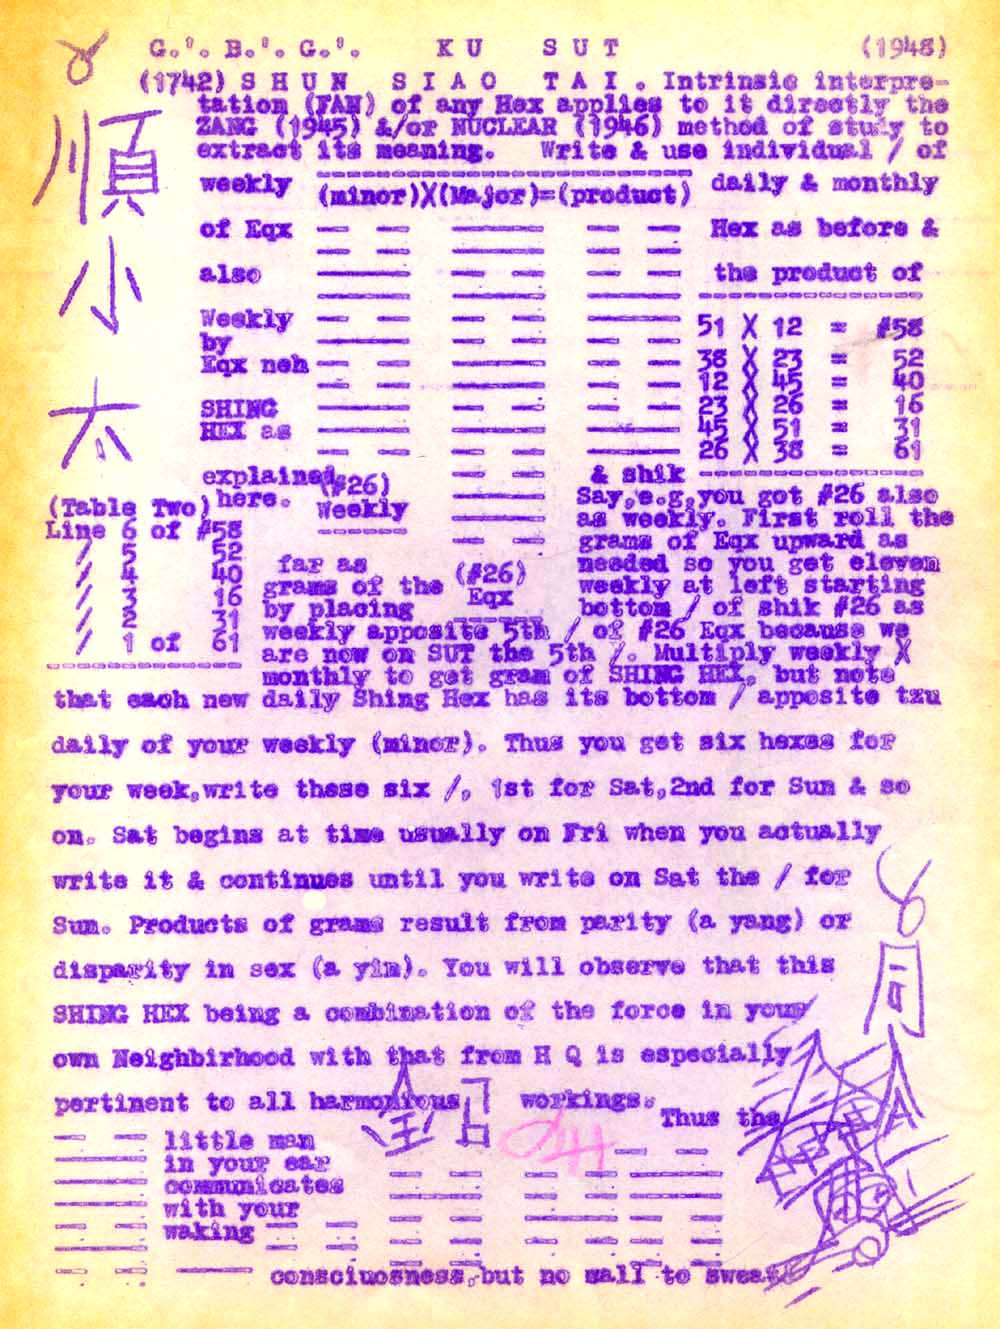 G.'. B.'. G.'. KU SUT (1948)
(1742) SHUN SIAO TAI. Intrinsic interpre-
tation (FAN) of any Hex applies to it directly the
ZANG (1945) &/or NUCLEAR (1946) method of study to
extract its meaning. Write & use individual / of
順
小
weekly (minor)X(Major)=(product) daily & monthly
of Eqx Hex as before &
also the product of
Weekly
by
Eqx neh
SHING
HEX as
explained
here.
51 X 12 = #58
38 X 23 = 52
12 X 45 = 40
23 X 26 = 16
45 X 51 = 31
26 X 38 = 61
(#26)
Weekly
(Table Two)
Line 6 of #58
/ 5 52
/ 4 40
/ 3 16
/ 2 31
/ 1 of 61
& shik
Say,e.g,you got #26 also
as weekly. First roll the
grams of Eqx upward as
far as needed so you get eleven
grams of the (#26) Eqx weekly at left starting
by placing bottom / of shik #26 as
weekly apposite 5th / of #26 Eqx because we
are now on SUT the 5th /. Multiply weekly X
monthly to get gram of SHING HEX, but note
that each new daily Shing Hex has its bottom / apposite tzu
daily of your weekly (minor). Thus you get six hexes for
your week,write these six /, 1st for Sat,2nd for Sun & so
on. Sat begins at time usually on Fri when you actually
write it & continues until you write on Sat the / for
Sun. Products of grams result from parity (a yang) or
disparity in sex (a yin). You will observe that this
SHING HEX being a combination of the force in your
own Neighbirhood with that from H Q is especially
pertinent to all harmonious workings.
Thus the
little man
in your ear
communicates
with your
waking
consciuosness,but no mail to sweat